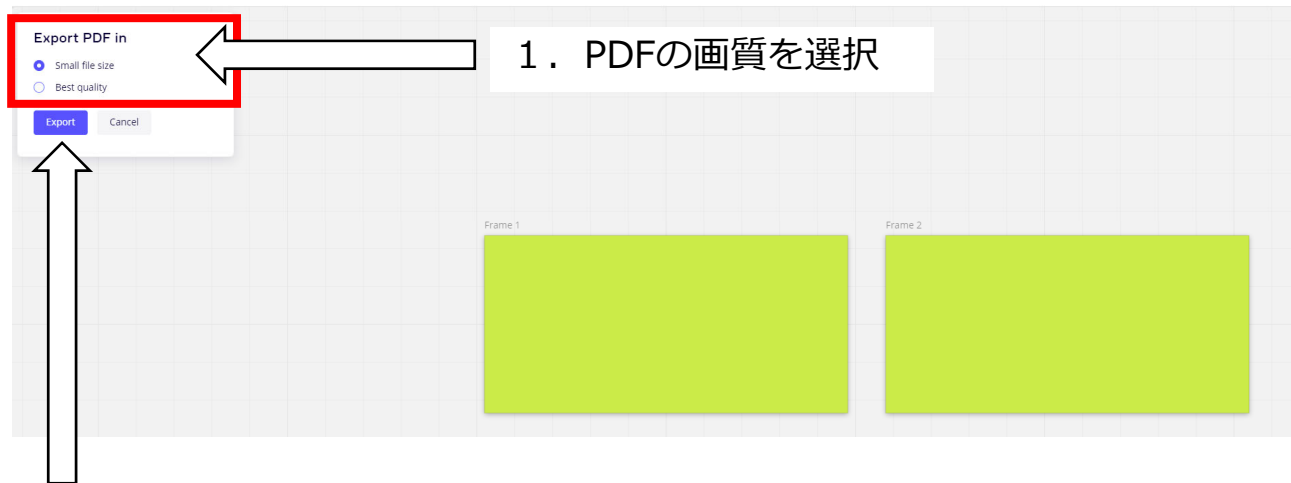 Export PDF in
Small file size
Best quality
Export
Cancel
１．PDFの画質を選択
Frame 1
Frame 2